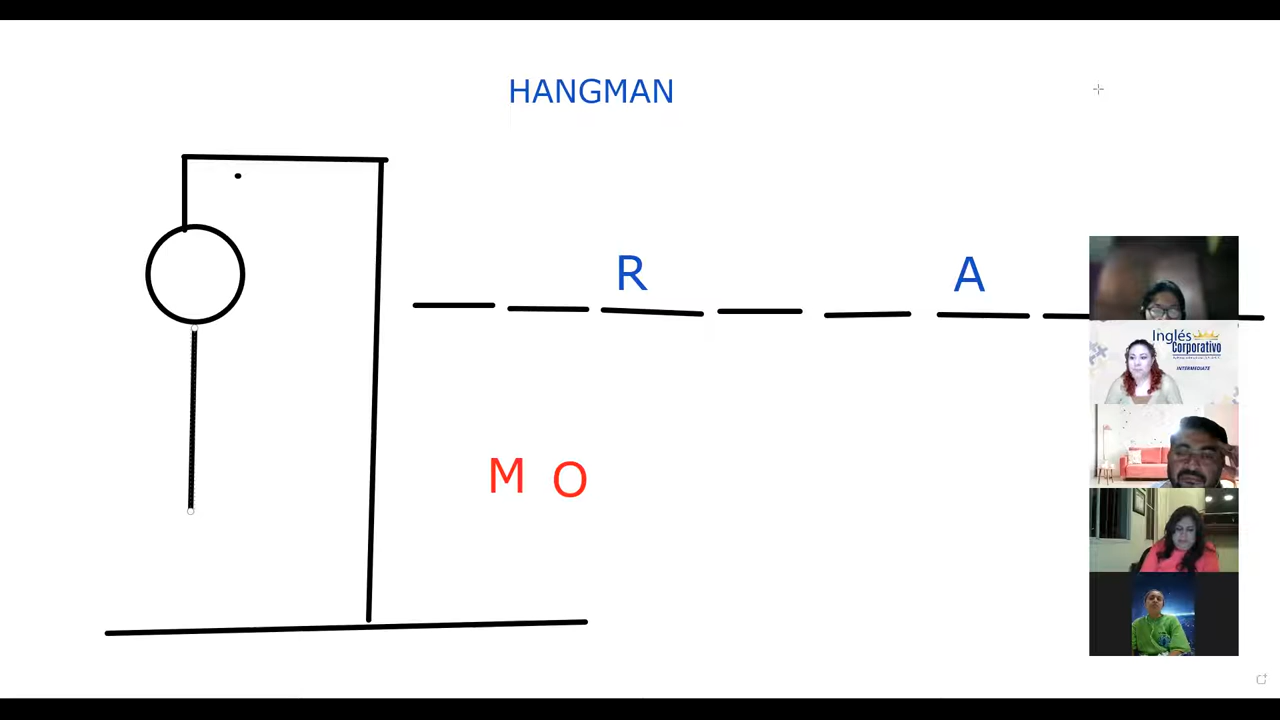 HANGMAN
R A
Inglés
Corporativo
INTERMEDIATE
M O